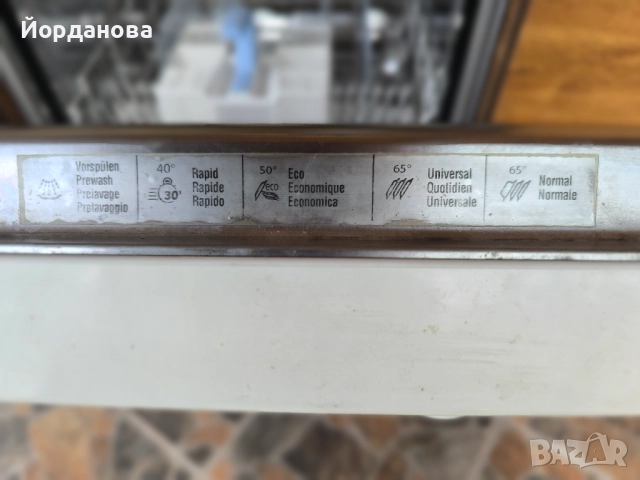 Йорданова
Vorspülen
Prewash
Prelavage
Prelavaggio
40°
30'
Rapid
Rapide
Rapido
50°
eco
Eco
Economique
Economica
65°
Universal
Quotidien
Universale
65°
Normal
Normale
BAZAR